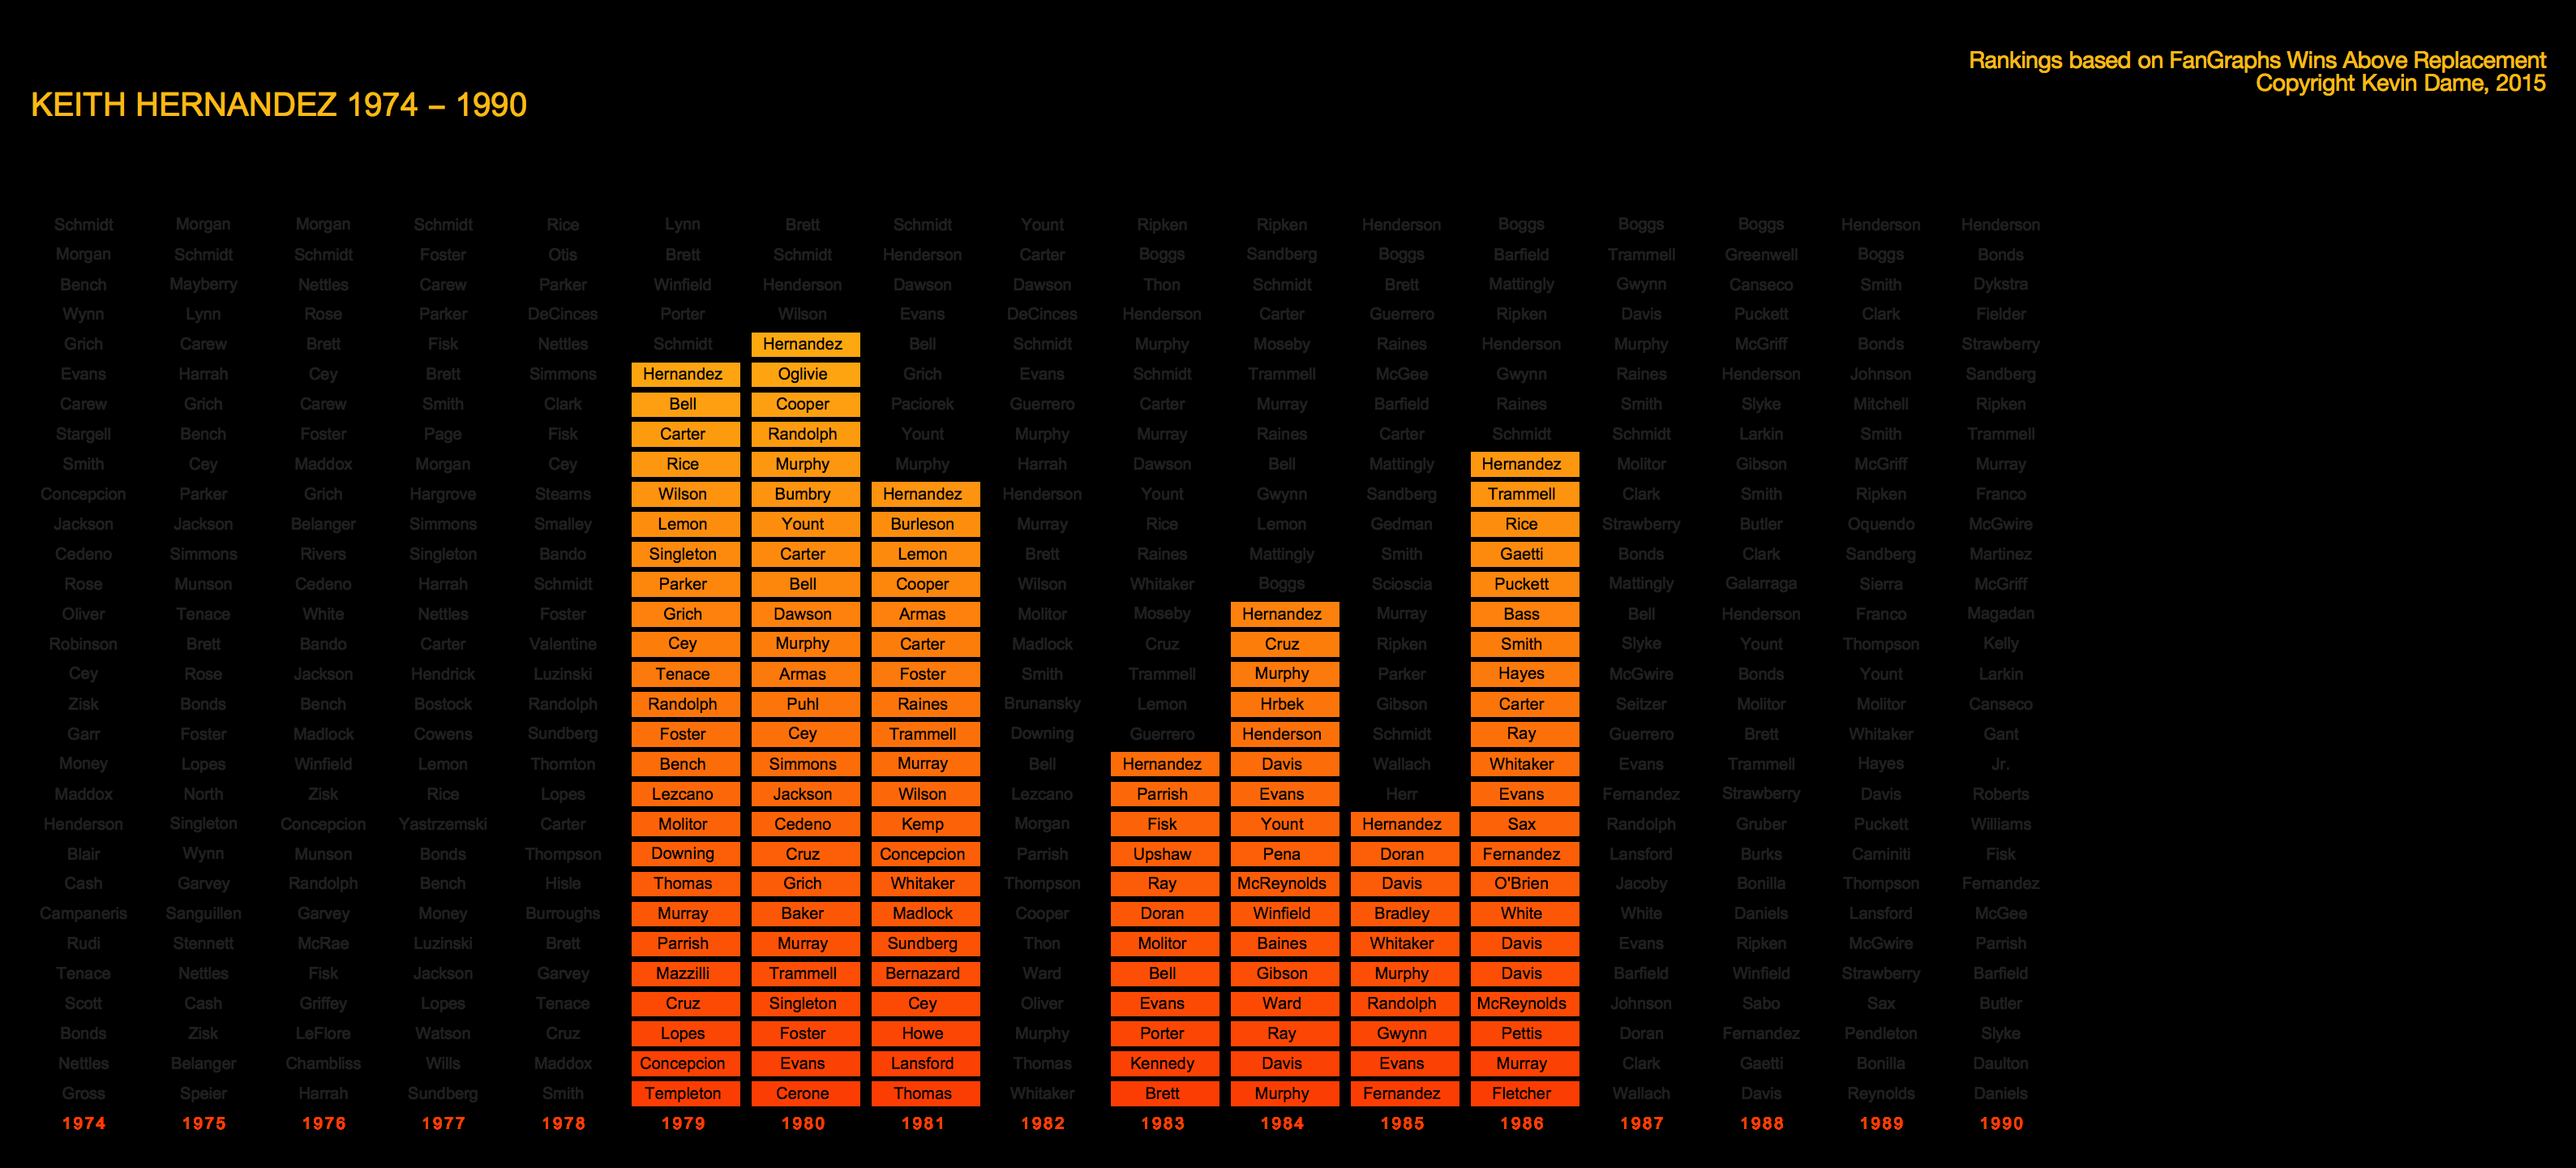 Rankings based on FanGraphs Wins Above Replacement
Copyright Kevin Dame, 2015
KEITH HERNANDEZ 1974 – 1990
Schmidt Morgan Morgan Schmidt Rice Lynn Brett Schmidt Yount Ripken Ripken Henderson Boggs Boggs Boggs Henderson Henderson
Morgan Schmidt Schmidt Foster Otis Brett Schmidt Henderson Carter Boggs Sandberg Boggs Barfield Trammell Greenwell Boggs Bonds
Bench Mayberry Nettles Carew Parker Winfield Henderson Dawson Dawson Thon Schmidt Brett Mattingly Gwynn Canseco Smith Dykstra
Wynn Lynn Rose Parker DeCinces Porter Wilson Evans DeCinces Henderson Carter Guerrero Ripken Davis Puckett Clark Fielder
Grich Carew Brett Fisk Nettles Schmidt Hernandez Bell Schmidt Murphy Moseby Raines Henderson Murphy McGriff Bonds Strawberry
Evans Harrah Cey Brett Simmons Hernandez Oglivie Grich Evans Schmidt Trammell McGee Gwynn Raines Henderson Johnson Sandberg
Carew Grich Carew Smith Clark Bell Cooper Paciorek Guerrero Carter Murray Barfield Raines Smith Slyke Mitchell Ripken
Stargell Bench Foster Page Fisk Carter Randolph Yount Murphy Murray Raines Carter Schmidt Schmidt Larkin Smith Trammell
Smith Cey Maddox Morgan Cey Rice Murphy Murphy Harrah Dawson Bell Mattingly Hernandez Molitor Gibson McGriff Murray
Concepcion Parker Grich Hargrove Stearns Wilson Bumbry Hernandez Henderson Yount Gwynn Sandberg Trammell Clark Smith Ripken Franco
Jackson Jackson Belanger Simmons Smalley Lemon Yount Burleson Murray Rice Lemon Gedman Rice Strawberry Butler Oquendo McGwire
Cedeno Simmons Rivers Singleton Bando Singleton Carter Lemon Brett Raines Mattingly Smith Gaetti Bonds Clark Sandberg Martinez
Rose Munson Cedeno Harrah Schmidt Parker Bell Cooper Wilson Whitaker Boggs Scioscia Puckett Mattingly Galarraga Sierra McGriff
Oliver Tenace White Nettles Foster Grich Dawson Armas Molitor Moseby Hernandez Murray Bass Bell Henderson Franco Magadan
Robinson Brett Bando Carter Valentine Cey Murphy Carter Madlock Cruz Cruz Ripken Smith Slyke Yount Thompson Kelly
Cey Rose Jackson Hendrick Luzinski Tenace Armas Foster Smith Trammell Murphy Parker Hayes McGwire Bonds Yount Larkin
Zisk Bonds Bench Bostock Randolph Randolph Puhl Raines Brunansky Lemon Hrbek Gibson Carter Seitzer Molitor Molitor Canseco
Garr Foster Madlock Cowens Sundberg Foster Cey Trammell Downing Guerrero Henderson Schmidt Ray Guerrero Brett Whitaker Gant
Money Lopes Winfield Lemon Thornton Bench Simmons Murray Bell Hernandez Davis Wallach Whitaker Evans Trammell Hayes Jr.
Maddox North Zisk Rice Lopes Lezcano Jackson Wilson Lezcano Parrish Evans Herr Evans Fernandez Strawberry Davis Roberts
Henderson Singleton Concepcion Yastrzemski Carter Molitor Cedeno Kemp Morgan Fisk Yount Hernandez Sax Randolph Gruber Puckett Williams
Blair Wynn Munson Bonds Thompson Downing Cruz Concepcion Parrish Upshaw Pena Doran Fernandez Lansford Burks Caminiti Fisk
Cash Garvey Randolph Bench Hisle Thomas Grich Whitaker Thompson Ray McReynolds Davis O'Brien Jacoby Bonilla Thompson Fernandez
Campaneris Sanguillen Garvey Money Burroughs Murray Baker Madlock Cooper Doran Winfield Bradley White White Daniels Lansford McGee
Rudi Stennett McRae Luzinski Brett Parrish Murray Sundberg Thon Molitor Baines Whitaker Davis Evans Ripken McGwire Parrish
Tenace Nettles Fisk Jackson Garvey Mazzilli Trammell Bernazard Ward Bell Gibson Murphy Davis Barfield Winfield Strawberry Barfield
Scott Cash Griffey Lopes Tenace Cruz Singleton Cey Oliver Evans Ward Randolph McReynolds Johnson Sabo Sax Butler
Bonds Zisk LeFlore Watson Cruz Lopes Foster Howe Murphy Porter Ray Gwynn Pettis Doran Fernandez Pendleton Slyke
Nettles Belanger Chambliss Wills Maddox Concepcion Evans Lansford Thomas Kennedy Davis Evans Murray Clark Gaetti Bonilla Daulton
Gross Speier Harrah Sundberg Smith Templeton Cerone Thomas Whitaker Brett Murphy Fernandez Fletcher Wallach Davis Reynolds Daniels
1974 1975 1976 1977 1978 1979 1980 1981 1982 1983 1984 1985 1986 1987 1988 1989 1990